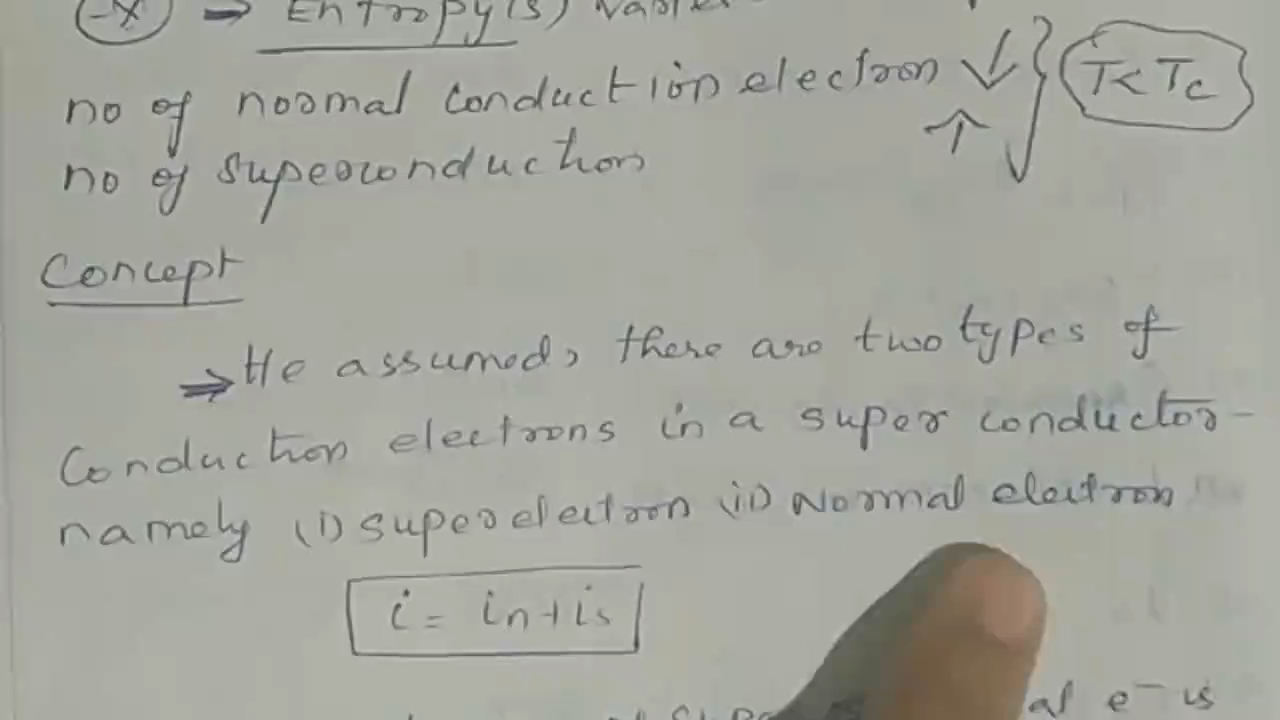 ⇒ Entropy(s)
no of normal conduction electron ↓ } T < Tc
no of superconduction ↑
Concept
⇒ He assumed, there are two types of
Conduction electrons in a super conductor-
namely (i) superelectron (ii) Normal electron
i = in + is
e⁻ is